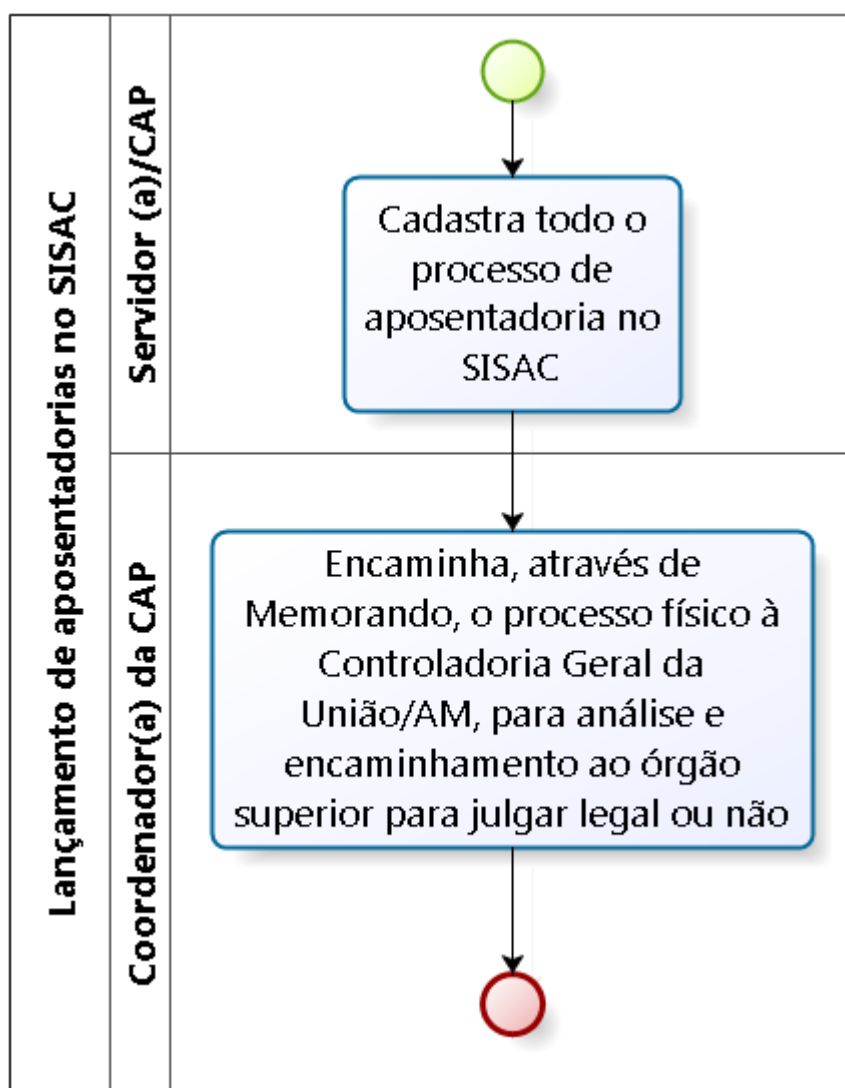 Lançamento de aposentadorias no SISAC
Servidor (a)/CAP
Cadastra todo o
processo de
aposentadoria no
SISAC
Coordenador(a) da CAP
Encaminha, através de
Memorando, o processo físico à
Controladoria Geral da
União/AM, para análise e
encaminhamento ao órgão
superior para julgar legal ou não